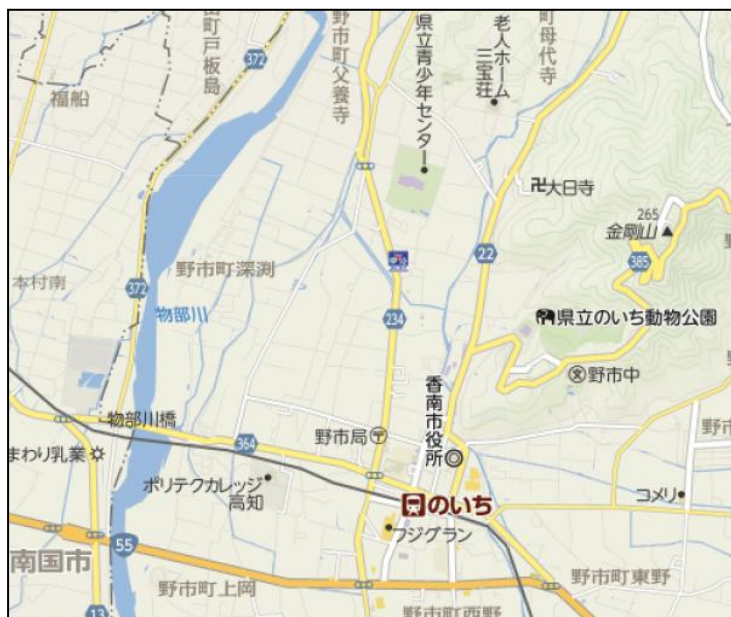 山町戸板島
372
福船
野市町父養寺
県立青少年センター
老人ホーム
三宝荘
町母代寺
卍大日寺
265
金剛山
385
22
本村南
372
野市町深渕
物部川
234
県立のいち動物公園
野市中
香南市役所
物部川橋
364
野市局
まわり乳業
ポリテクカレッジ
高知
のいち
コメリ
フジグラン
55
南国市
野市町上岡
野市町東野
13
野市町西野